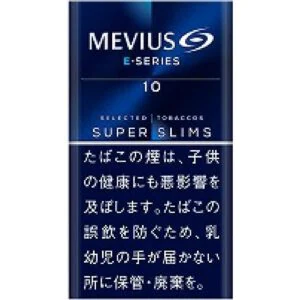 MEVIUS
E-SERIES
10
SELECTED TOBACCOS
SUPER SLIMS
たばこの煙は、子供
の健康にも悪影響を
及ぼします。たばこの
誤飲を防ぐため、乳
幼児の手が届かない
所に保管・廃棄を。